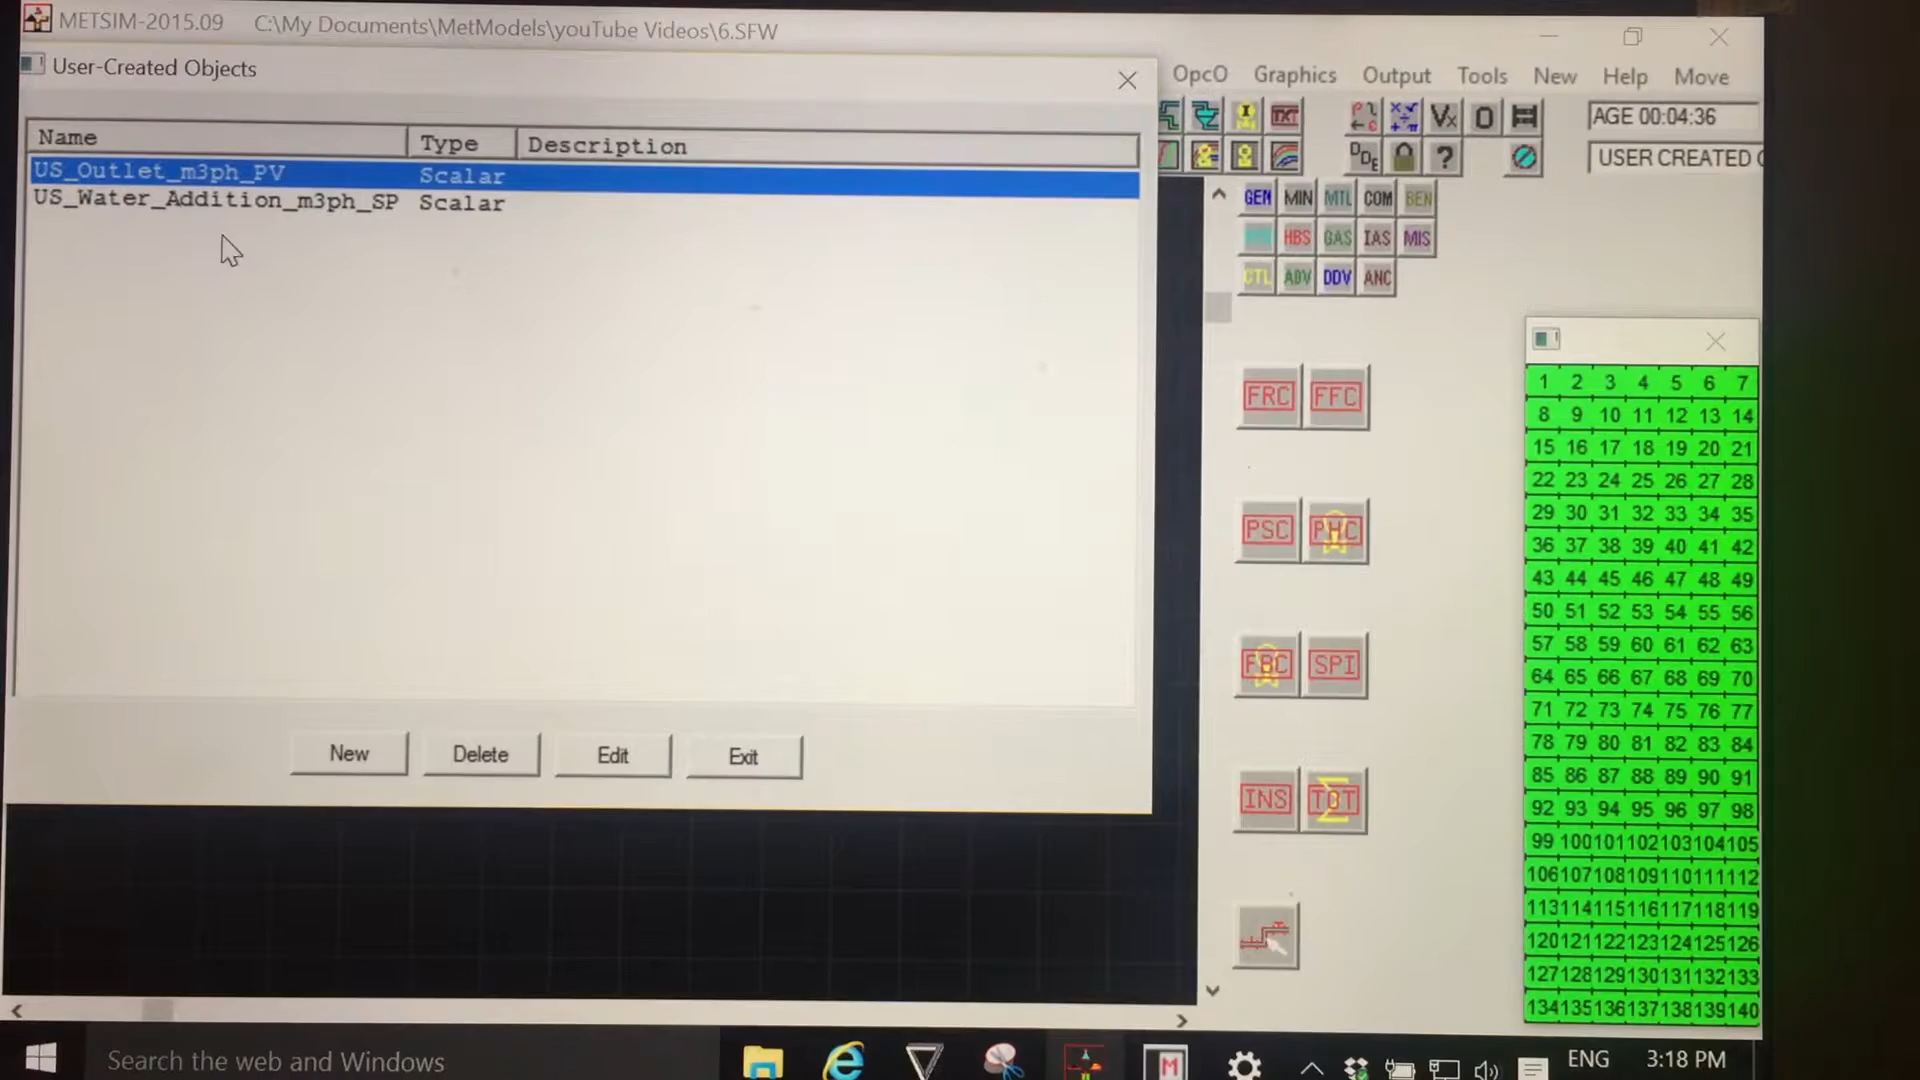 METSIM-2015.09 C:\My Documents\MetModels\youTube Videos\6.SFW
User-Created Objects
OpcO Graphics Output Tools New Help Move
Name Type Description
US_Outlet_m3ph_PV Scalar
US_Water_Addition_m3ph_SP Scalar
TXT Vx O AGE 00:04:36
DDE ? USER CREATED
GEN MIN MTL COM BEN
HBS GAS IAS MIS
CTL ADV DDV ANC
FRC FFC
PSC PHC
FBC SPI
INS TOT
1 2 3 4 5 6 7
8 9 10 11 12 13 14
15 16 17 18 19 20 21
22 23 24 25 26 27 28
29 30 31 32 33 34 35
36 37 38 39 40 41 42
43 44 45 46 47 48 49
50 51 52 53 54 55 56
57 58 59 60 61 62 63
64 65 66 67 68 69 70
71 72 73 74 75 76 77
78 79 80 81 82 83 84
85 86 87 88 89 90 91
92 93 94 95 96 97 98
99 100 101 102 103 104 105
106 107 108 109 110 111 112
113 114 115 116 117 118 119
120 121 122 123 124 125 126
127 128 129 130 131 132 133
134 135 136 137 138 139 140
New Delete Edit Exit
Search the web and Windows
M
ENG 3:18 PM